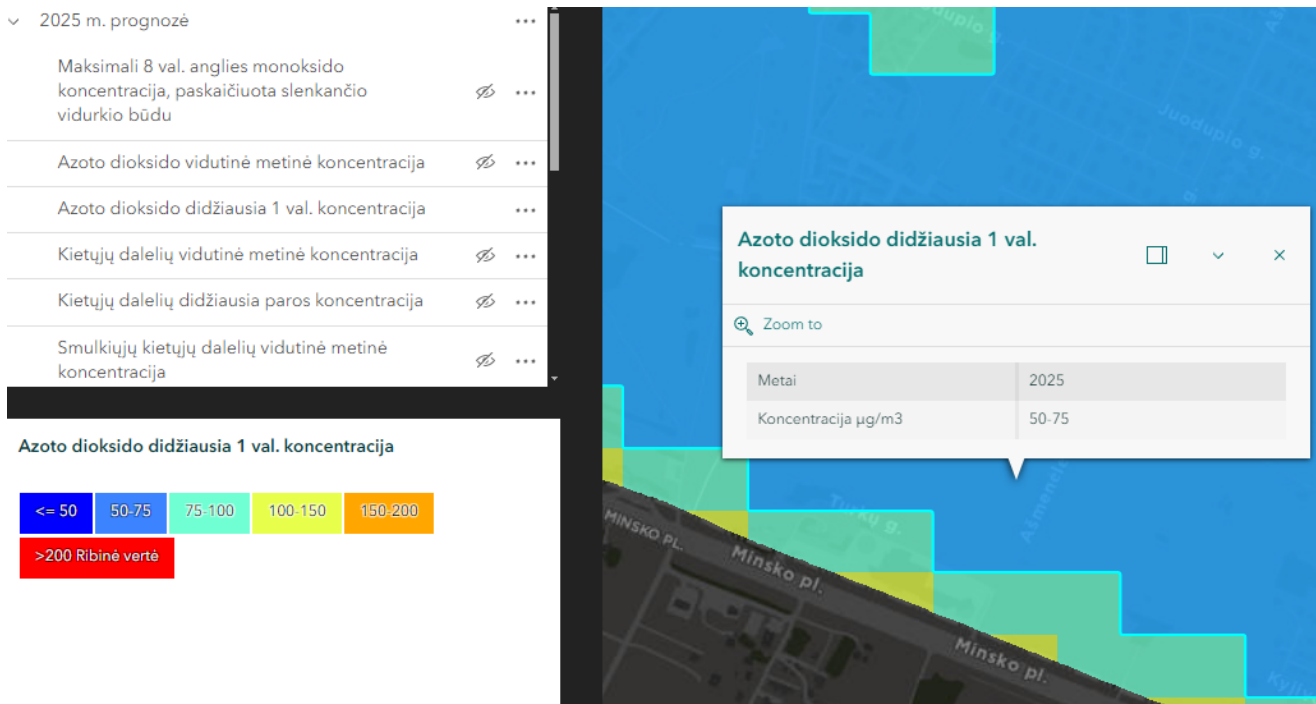 2025 m. prognozė
Maksimali 8 val. anglies monoksido
koncentracija, paskaičiuota slenkančio
vidurkio būdu
Azoto dioksido vidutinė metinė koncentracija
Azoto dioksido didžiausia 1 val. koncentracija
Kietųjų dalelių vidutinė metinė koncentracija
Kietųjų dalelių didžiausia paros koncentracija
Smulkiųjų kietųjų dalelių vidutinė metinė
koncentracija
Azoto dioksido didžiausia 1 val. koncentracija
<= 50
50-75
75-100
100-150
150-200
>200 Ribinė vertė
Juodupio g.
Azoto dioksido didžiausia 1 val.
koncentracija
Zoom to
Metai
2025
Koncentracija µg/m3
50-75
Turkų g.
MINSKO PL.
Minsko pl.
Minsko pl.